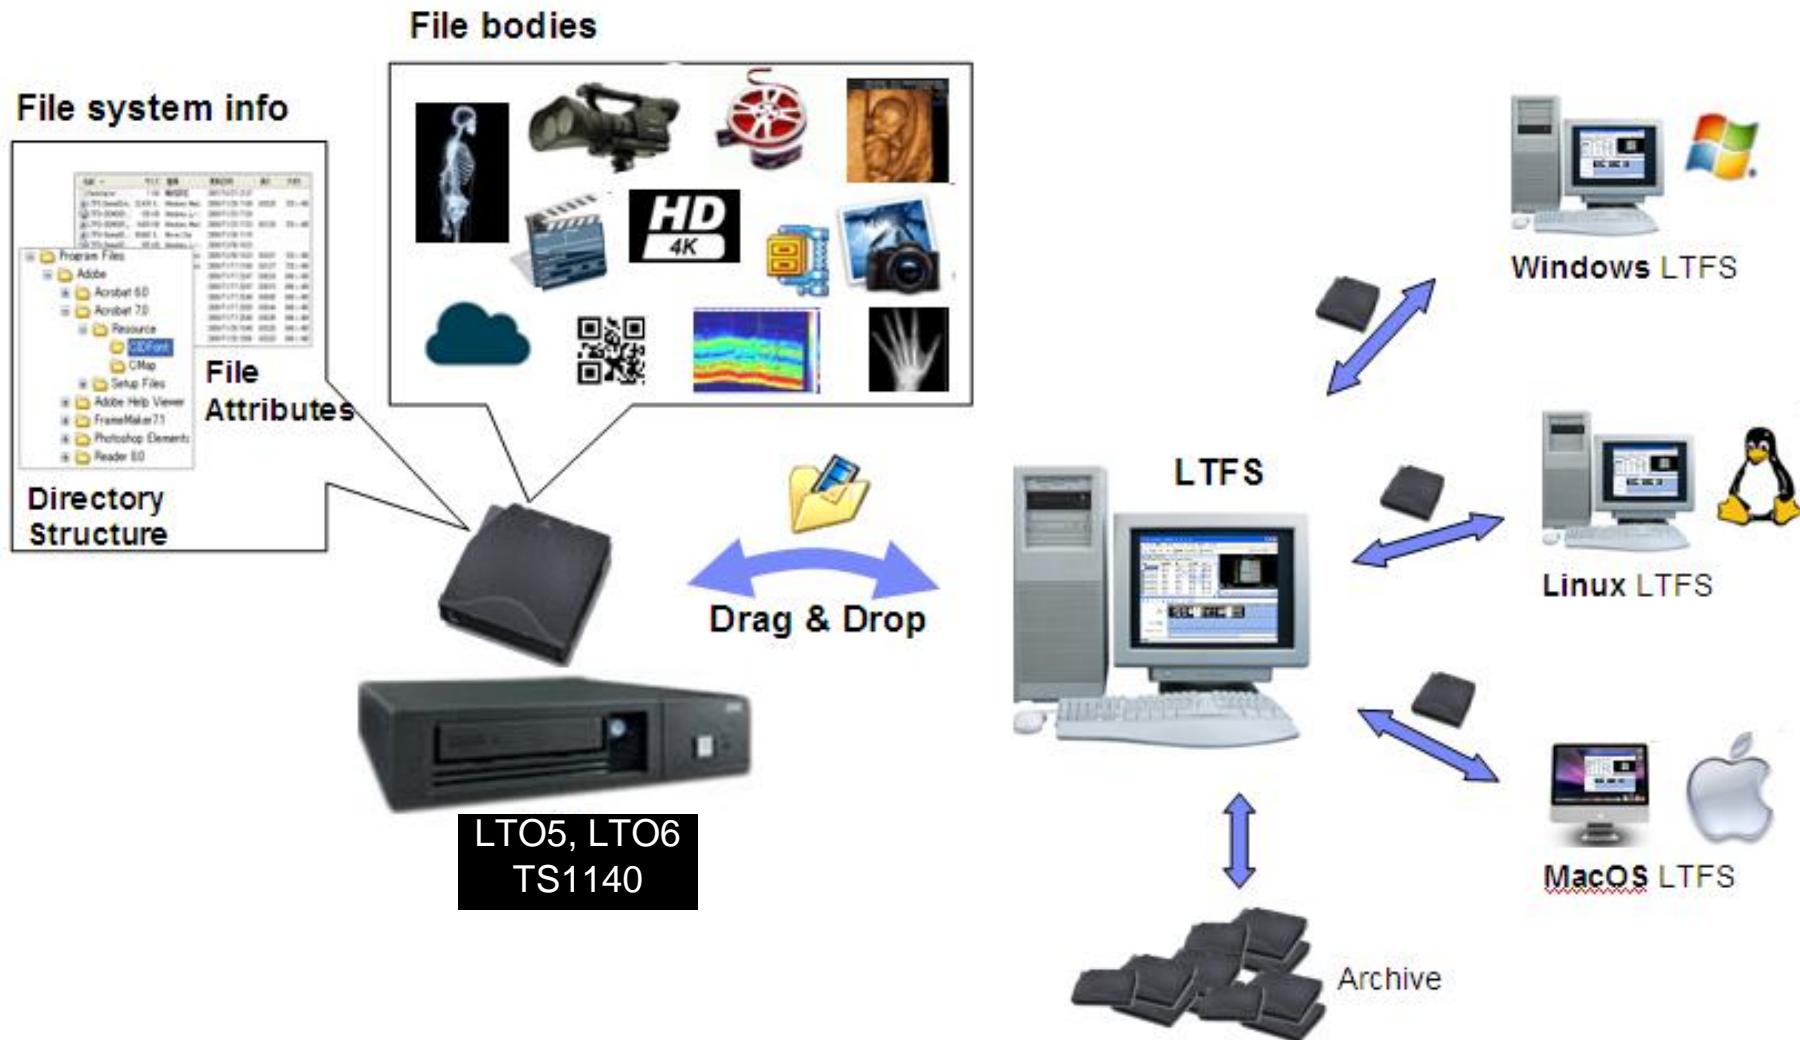 File bodies
File system info
Program Files
Adobe
Acrobat 6.0
Acrobat 7.0
Resource
CIDFont
CMap
Setup Files
Adobe Help Viewer
FrameMaker7.1
Photoshop Elements
Reader 8.0
File
Attributes
Directory
Structure
HD
4K
Drag & Drop
LTO5, LTO6
TS1140
LTFS
Windows LTFS
Linux LTFS
MacOS LTFS
Archive